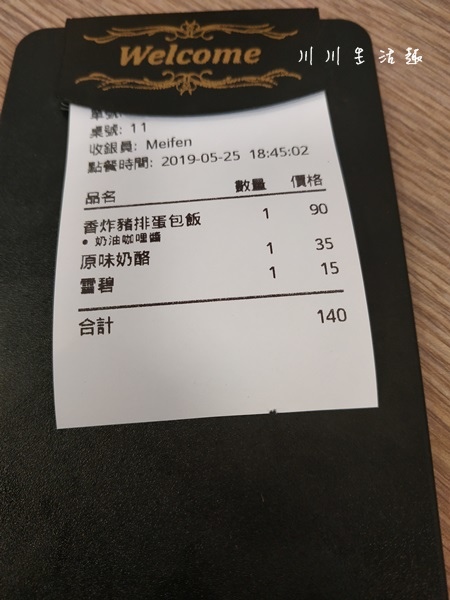 Welcome
川川生活趣
單號:
桌號: 11
收銀員: Meifen
點餐時間: 2019-05-25 18:45:02
品名 數量 價格
香炸豬排蛋包飯 1 90
• 奶油咖哩醬
原味奶酪 1 35
雪碧 1 15
合計 140